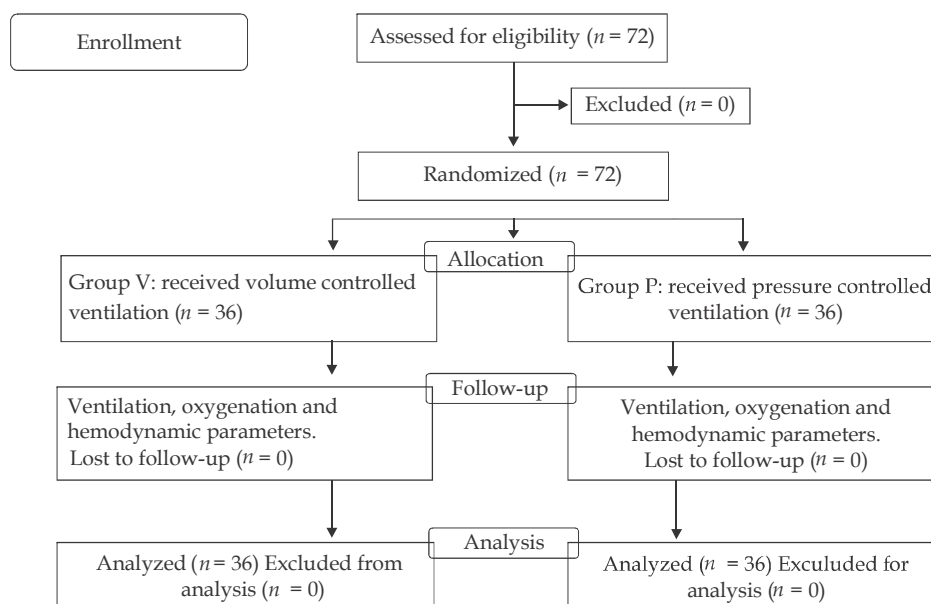 Enrollment
Assessed for eligibility (n = 72)
Excluded (n = 0)
Randomized (n = 72)
Allocation
Group V: received volume controlled
ventilation (n = 36)
Group P: received pressure controlled
ventilation (n = 36)
Follow-up
Ventilation, oxygenation and
hemodynamic parameters.
Lost to follow-up (n = 0)
Ventilation, oxygenation and
hemodynamic parameters.
Lost to follow-up (n = 0)
Analysis
Analyzed (n = 36) Excluded from
analysis (n = 0)
Analyzed (n = 36) Exculuded for
analysis (n = 0)